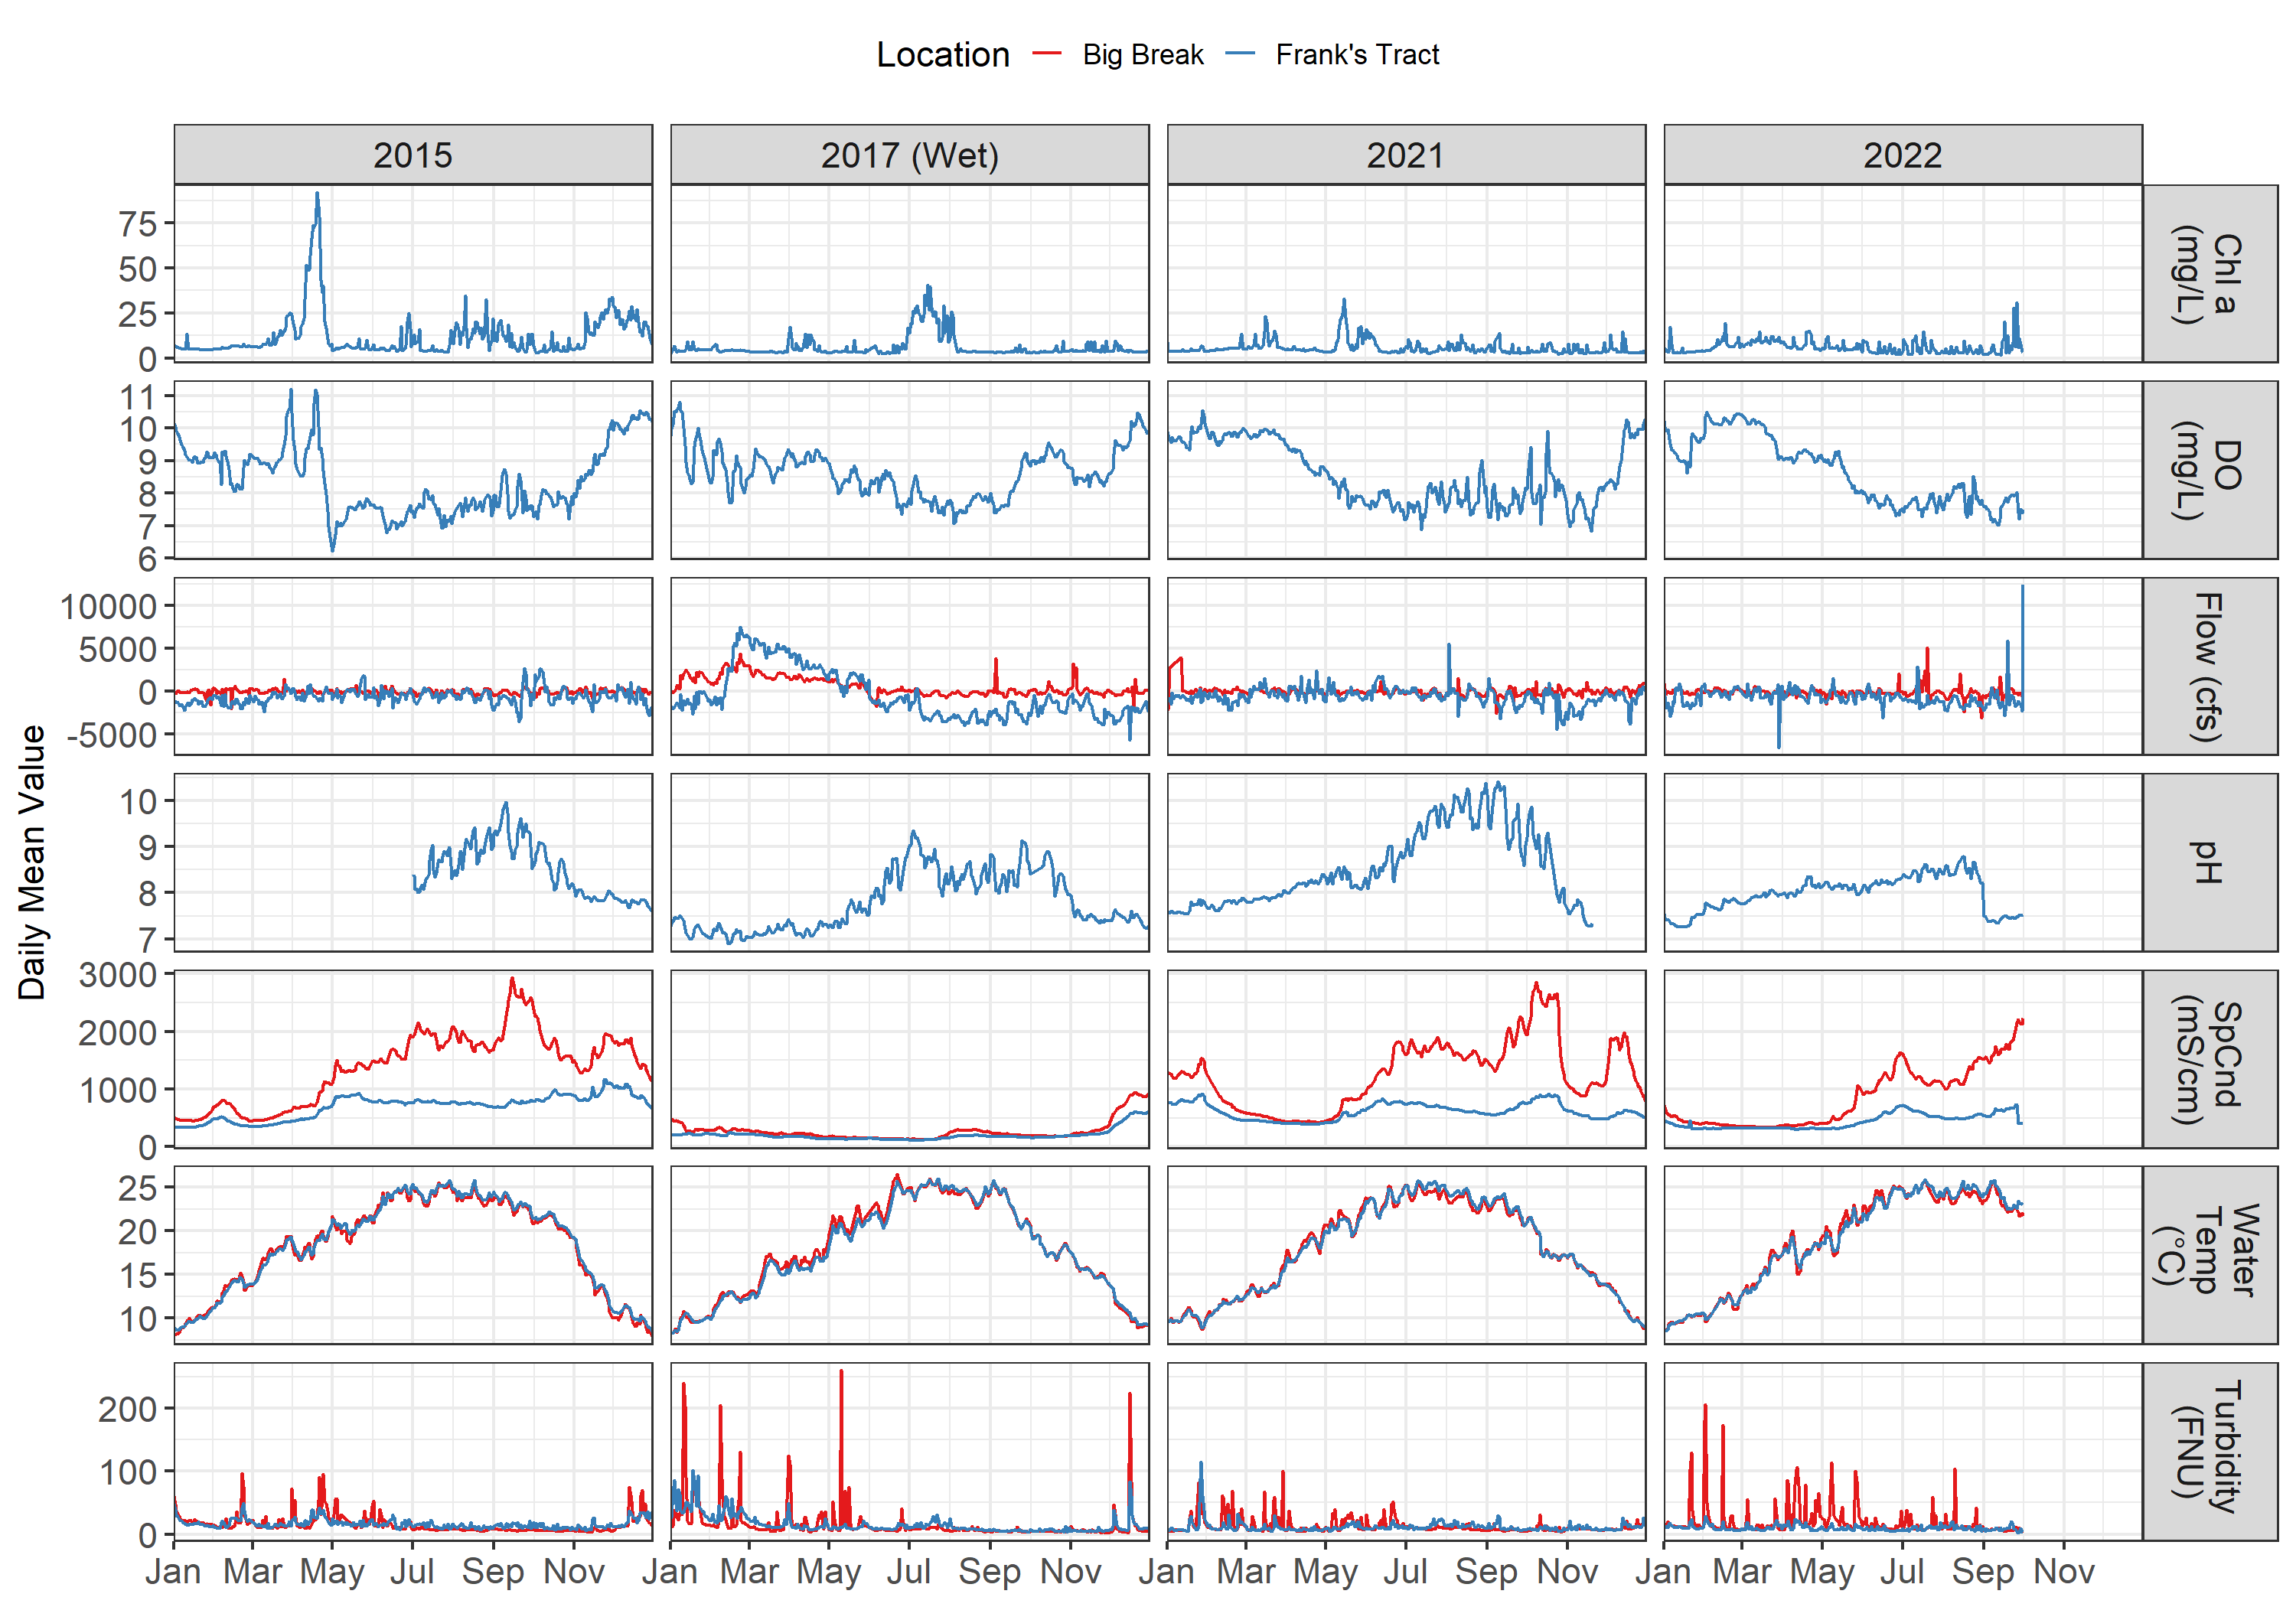 Location Big Break Frank's Tract
2015 2017 (Wet) 2021 2022
75
50
25
0
Chl a
(mg/L)
11
10
9
8
7
6
DO
(mg/L)
10000
5000
0
-5000
Flow (cfs)
10
9
8
7
pH
3000
2000
1000
0
SpCnd
(mS/cm)
25
20
15
10
Water
Temp
(°C)
200
100
0
Turbidity
(FNU)
Daily Mean Value
Jan Mar May Jul Sep Nov Jan Mar May Jul Sep Nov Jan Mar May Jul Sep Nov Jan Mar May Jul Sep Nov